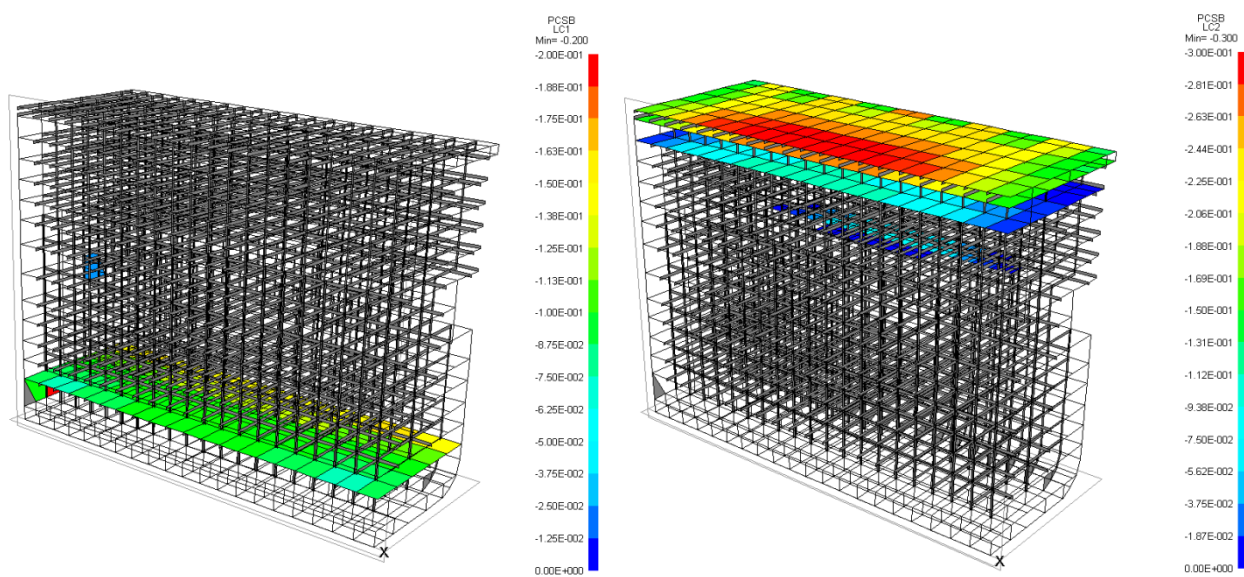 PCSB
LC1
Min= -0.200
-2.00E-001
-1.88E-001
-1.75E-001
-1.63E-001
-1.50E-001
-1.38E-001
-1.25E-001
-1.13E-001
-1.00E-001
-8.75E-002
-7.50E-002
-6.25E-002
-5.00E-002
-3.75E-002
-2.50E-002
-1.25E-002
0.00E+000
X
PCSB
LC2
Min= -0.300
-3.00E-001
-2.81E-001
-2.63E-001
-2.44E-001
-2.25E-001
-2.06E-001
-1.88E-001
-1.69E-001
-1.50E-001
-1.31E-001
-1.12E-001
-9.38E-002
-7.50E-002
-5.62E-002
-3.75E-002
-1.87E-002
0.00E+000
X